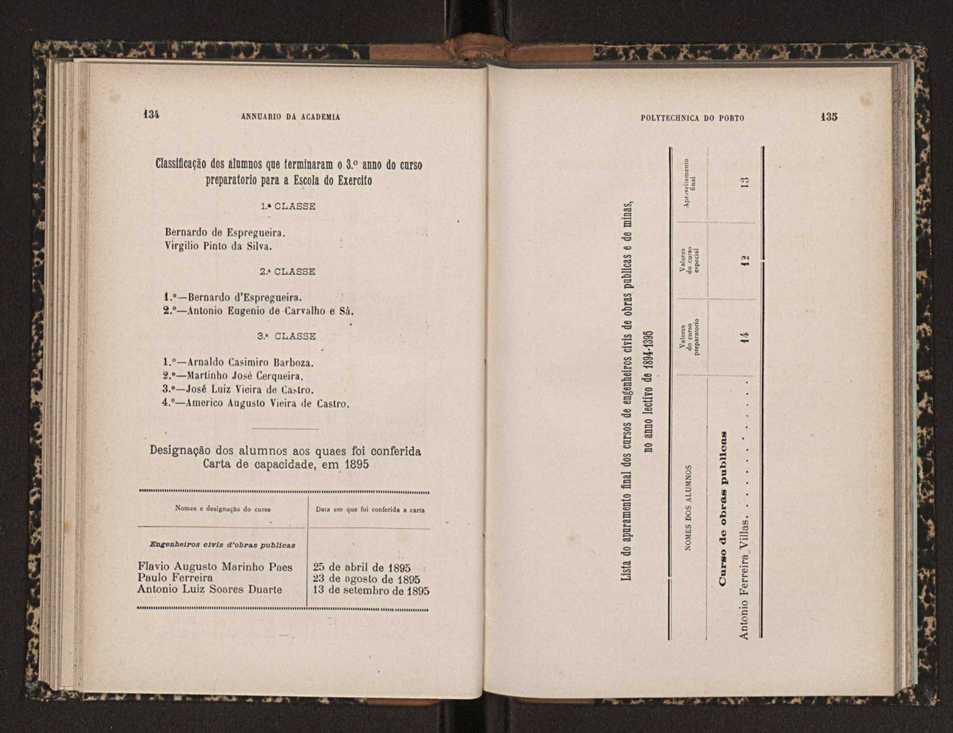 134
ANNUARIO DA ACADEMIA
Classificação dos alumnos que terminaram o 3.º anno do curso
preparatorio para a Escola do Exercito
1.ª CLASSE
Bernardo de Espregueira.
Virgilio Pinto da Silva.
2.ª CLASSE
1.º—Bernardo d'Espregueira.
2.º—Antonio Eugenio de Carvalho e Sá.
3.ª CLASSE
1.º—Arnaldo Casimiro Barboza.
2.º—Martinho José Cerqueira.
3.º—José Luiz Vieira de Castro.
4.º—Americo Augusto Vieira de Castro.
Designação dos alumnos aos quaes foi conferida
Carta de capacidade, em 1895
Nomes e designação do curso
Data em que foi conferida a carta
Engenheiros civis d'obras publicas
Flavio Augusto Marinho Paes 25 de abril de 1895
Paulo Ferreira 23 de agosto de 1895
Antonio Luiz Soares Duarte 13 de setembro de 1895
POLYTECHNICA DO PORTO
135
Lista do apuramento final dos cursos de engenheiros civis de obras publicas e de minas,
no anno lectivo de 1894-1395
NOMES DOS ALUMNOS
Valores
do curso
preparatorio
Valores
do curso
especial
Aproveitamento
final
Curso de obras publicas
Antonio Ferreira Villas. . . . . . . . . . . . 14 12 13